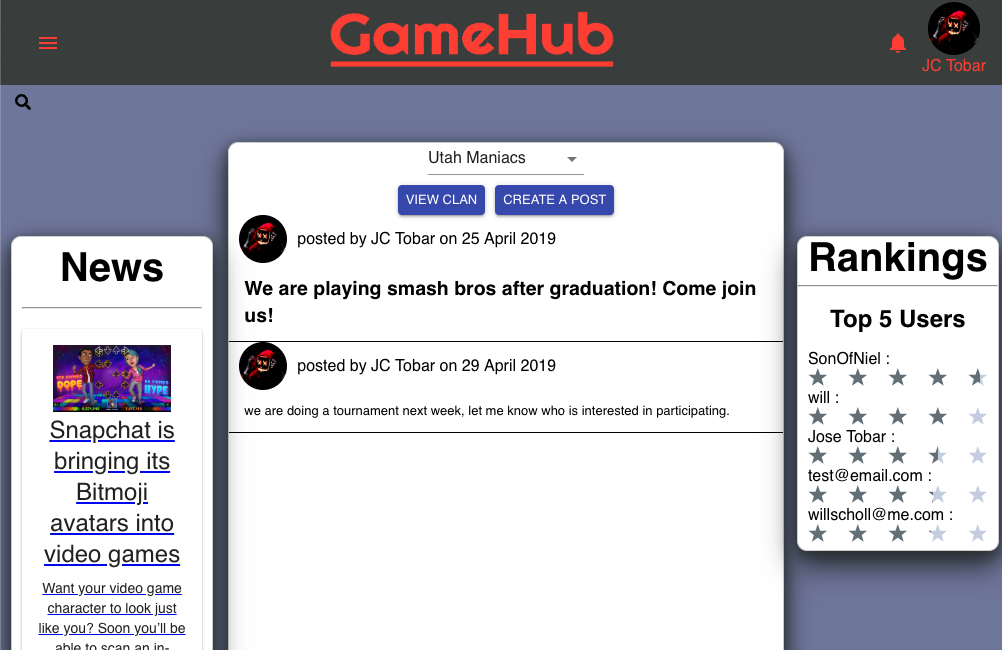 GameHub
JC Tobar
Utah Maniacs
VIEW CLAN
CREATE A POST
posted by JC Tobar on 25 April 2019
We are playing smash bros after graduation! Come join
us!
posted by JC Tobar on 29 April 2019
we are doing a tournament next week, let me know who is interested in participating.
News
DOPE
HYPE
Snapchat is
bringing its
Bitmoji
avatars into
video games
Want your video game
character to look just
like you? Soon you’ll be
able to scan an in-
Rankings
Top 5 Users
SonOfNiel :
will :
Jose Tobar :
test@email.com :
willscholl@me.com :